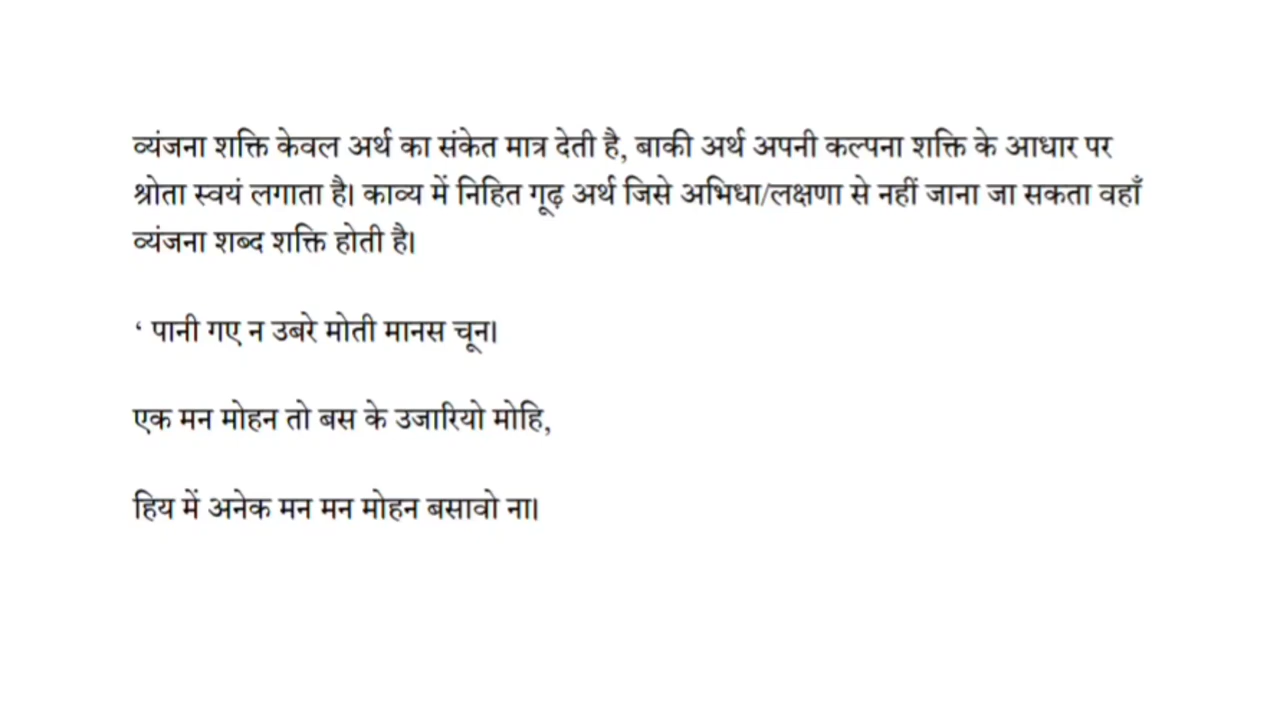 व्यंजना शक्ति केवल अर्थ का संकेत मात्र देती है, बाकी अर्थ अपनी कल्पना शक्ति के आधार पर
श्रोता स्वयं लगाता है। काव्य में निहित गूढ़ अर्थ जिसे अभिधा/लक्षणा से नहीं जाना जा सकता वहाँ
व्यंजना शब्द शक्ति होती है।
‘ पानी गए न उबरे मोती मानस चून।
एक मन मोहन तो बस के उजारियो मोहि,
हिय में अनेक मन मन मोहन बसावो ना।